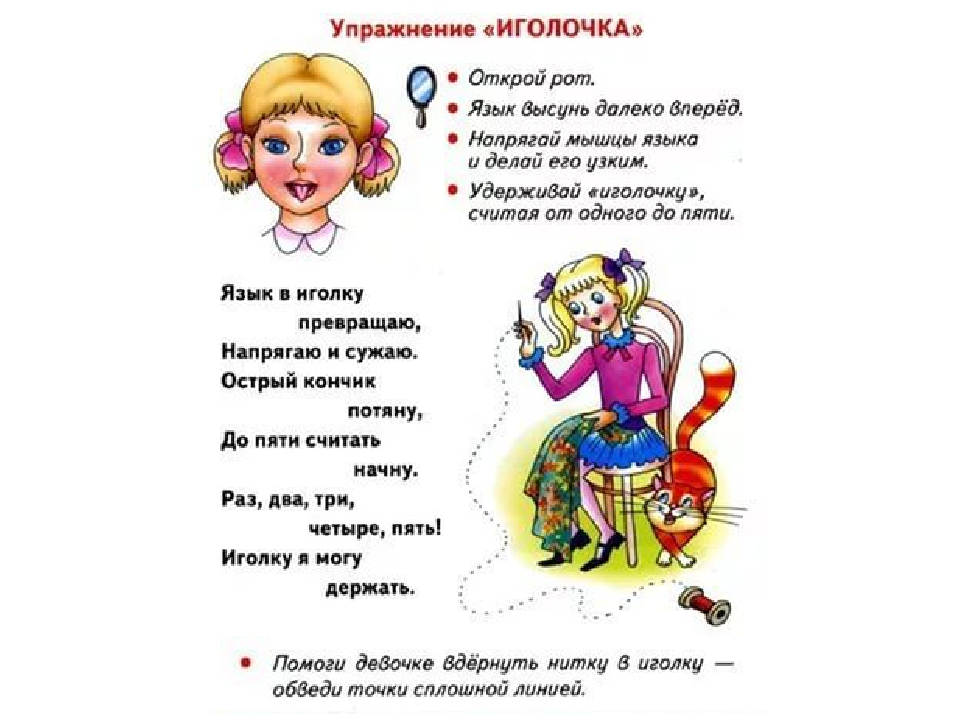 Упражнение «ИГОЛОЧКА»
• Открой рот.
• Язык высунь далеко вперёд.
• Напрягай мышцы языка
и делай его узким.
• Удерживай «иголочку»,
считая от одного до пяти.
Язык в иголку
превращаю,
Напрягаю и сужаю.
Острый кончик
потяну,
До пяти считать
начну.
Раз, два, три,
четыре, пять!
Иголку я могу
держать.
• Помоги девочке вдёрнуть нитку в иголку —
обведи точки сплошной линией.